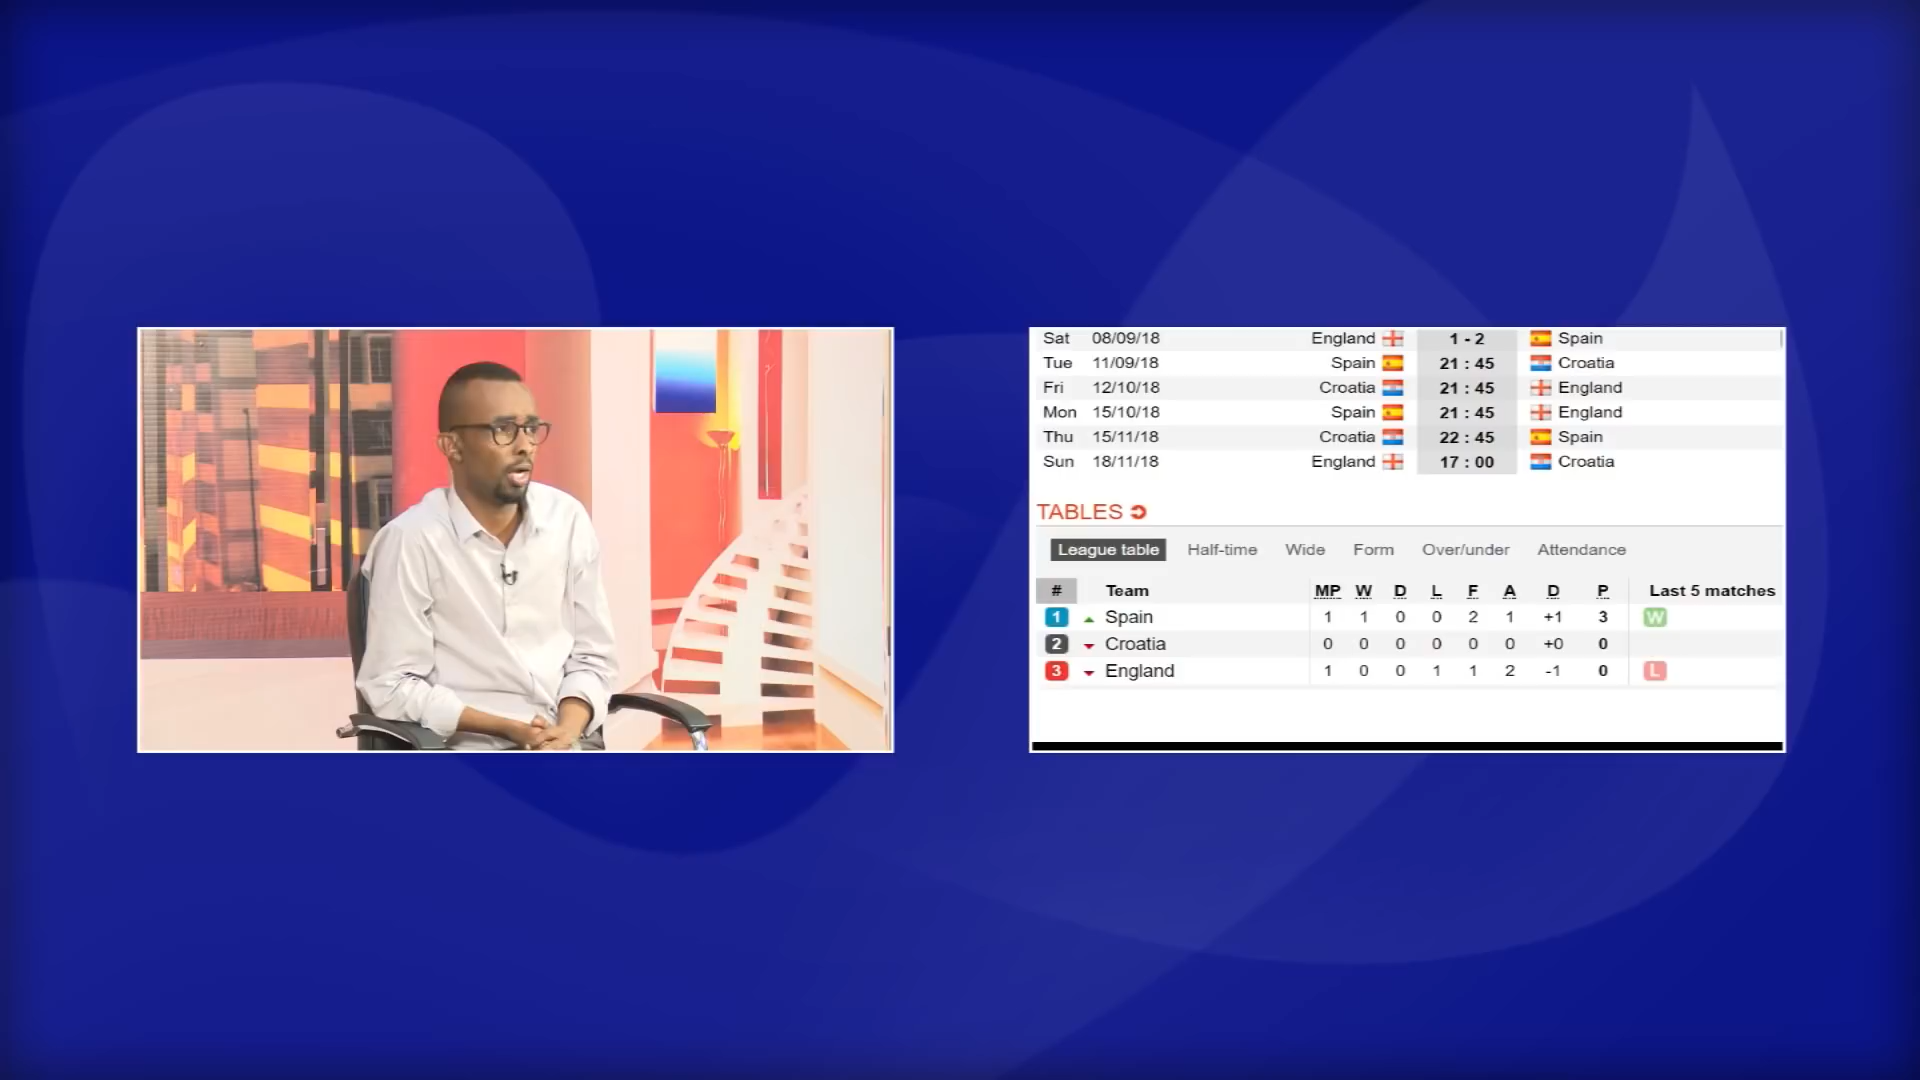 Sat 08/09/18 England 1 - 2 Spain
Tue 11/09/18 Spain 21 : 45 Croatia
Fri 12/10/18 Croatia 21 : 45 England
Mon 15/10/18 Spain 21 : 45 England
Thu 15/11/18 Croatia 22 : 45 Spain
Sun 18/11/18 England 17 : 00 Croatia
TABLES
League table Half-time Wide Form Over/under Attendance
# Team MP W D L F A D P Last 5 matches
1 Spain 1 1 0 0 2 1 +1 3 W
2 Croatia 0 0 0 0 0 0 +0 0
3 England 1 0 0 1 1 2 -1 0 L